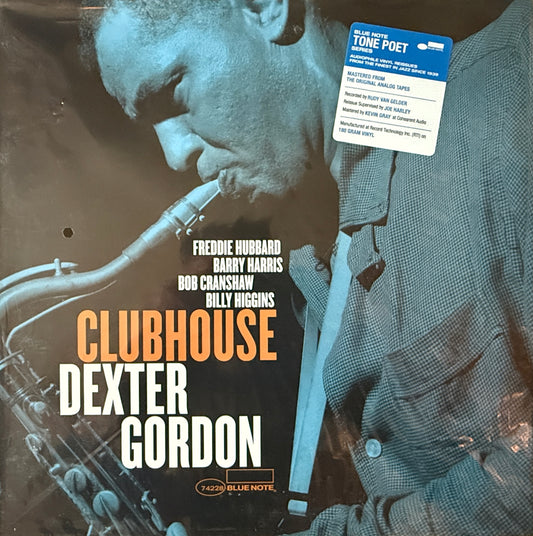 BLUE NOTE
TONE POET
SERIES
AUDIOPHILE VINYL REISSUES
FROM THE FINEST IN JAZZ SINCE 1939
MASTERED FROM
THE ORIGINAL ANALOG TAPES
Recorded by RUDY VAN GELDER
Reissue Supervised by JOE HARLEY
Mastered by KEVIN GRAY at Cohearent Audio
Manufactured at Record Technology Inc. (RTI) on
180 GRAM VINYL
FREDDIE HUBBARD
BARRY HARRIS
BOB CRANSHAW
BILLY HIGGINS
CLUBHOUSE
DEXTER
GORDON
74228 BLUE NOTE